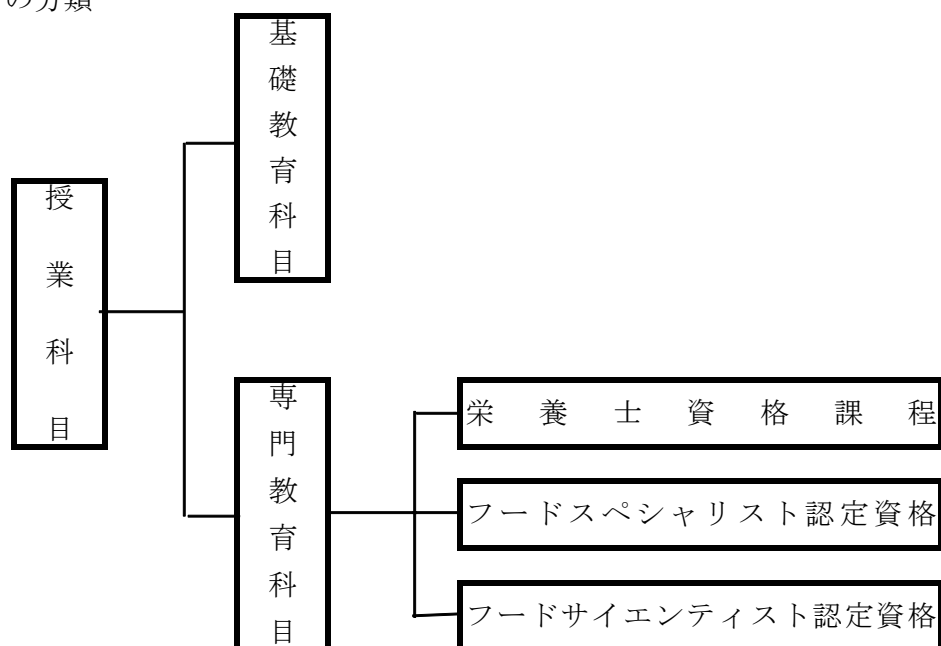 の分類
基礎教育科目
授業科目
専門教育科目
栄養士資格課程
フードスペシャリスト認定資格
フードサイエンティスト認定資格